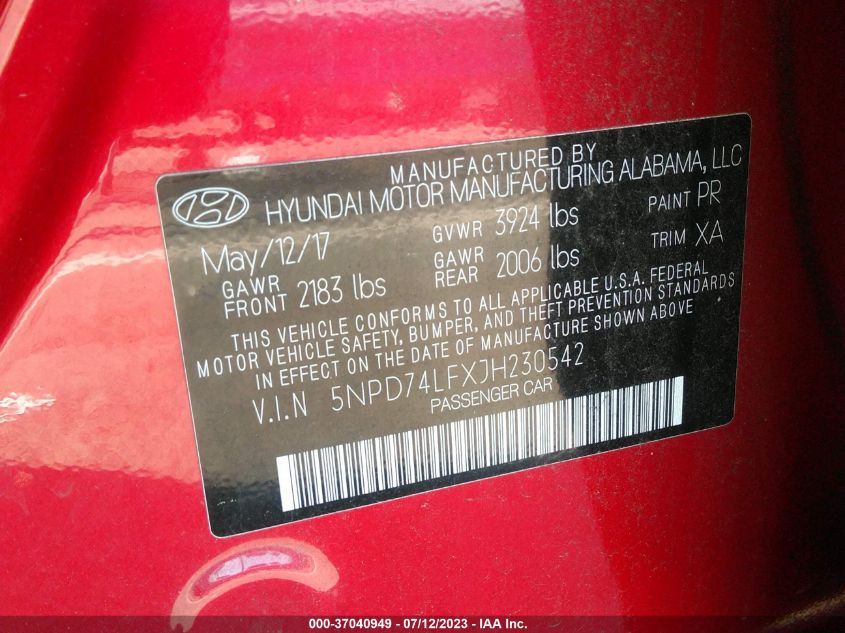 MANUFACTURED BY
HYUNDAI MOTOR MANUFACTURING ALABAMA, LLC
May/12/17 GVWR 3924 lbs PAINT PR
GAWR FRONT 2183 lbs GAWR REAR 2006 lbs TRIM XA
THIS VEHICLE CONFORMS TO ALL APPLICABLE U.S.A. FEDERAL
MOTOR VEHICLE SAFETY, BUMPER, AND THEFT PREVENTION STANDARDS
IN EFFECT ON THE DATE OF MANUFACTURE SHOWN ABOVE
V.I.N 5NPD74LFXJH230542
PASSENGER CAR
000-37040949 - 07/12/2023 - IAA Inc.